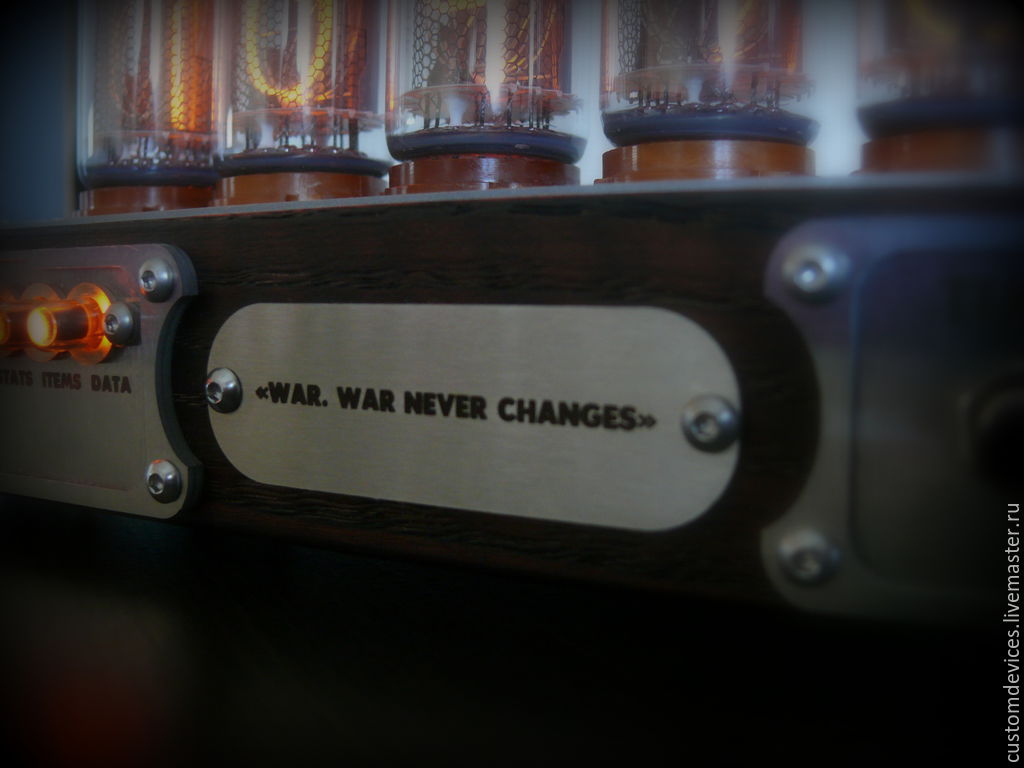 STATS ITEMS DATA
«WAR. WAR NEVER CHANGES»
customdevices.livemaster.ru